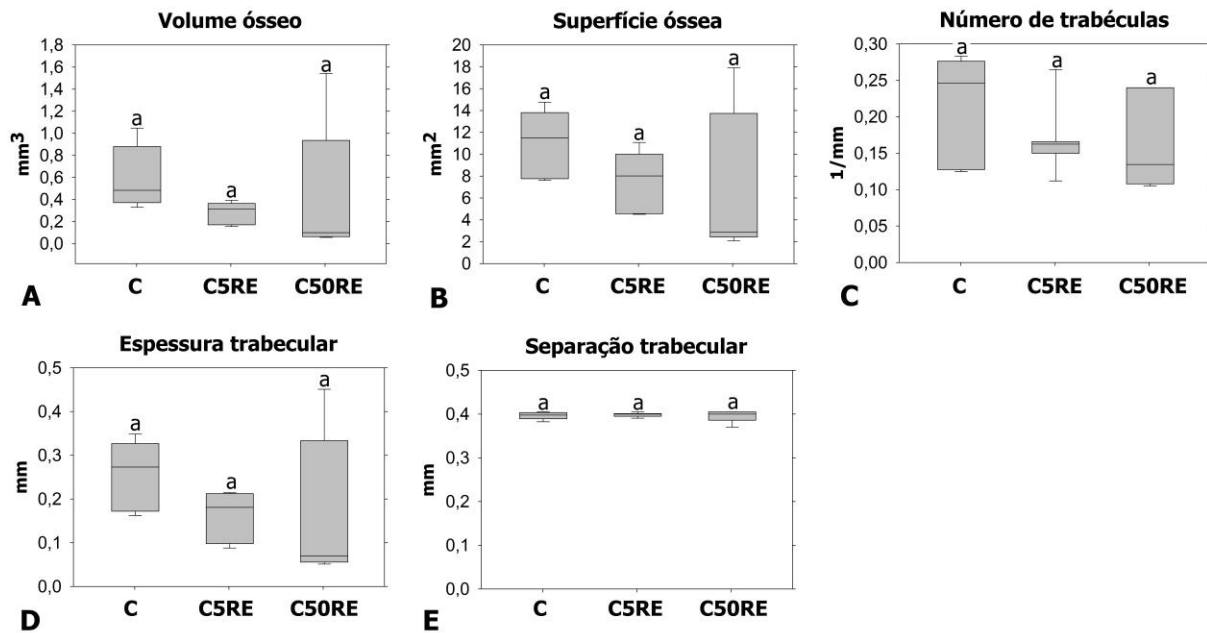 Volume ósseo
1,8
1,6
1,4
1,2
1,0
0,8
0,6
0,4
0,2
0,0
mm³
a
a
a
C
C5RE
C50RE
A
Superfície óssea
20
18
16
14
12
10
8
6
4
2
0
mm²
a
a
a
C
C5RE
C50RE
B
Número de trabéculas
0,30
0,25
0,20
0,15
0,10
0,05
0,00
1/mm
a
a
a
C
C5RE
C50RE
C
Espessura trabecular
0,5
0,4
0,3
0,2
0,1
0,0
mm
a
a
a
C
C5RE
C50RE
D
Separação trabecular
0,5
0,4
0,3
0,2
0,1
0,0
mm
a
a
a
C
C5RE
C50RE
E